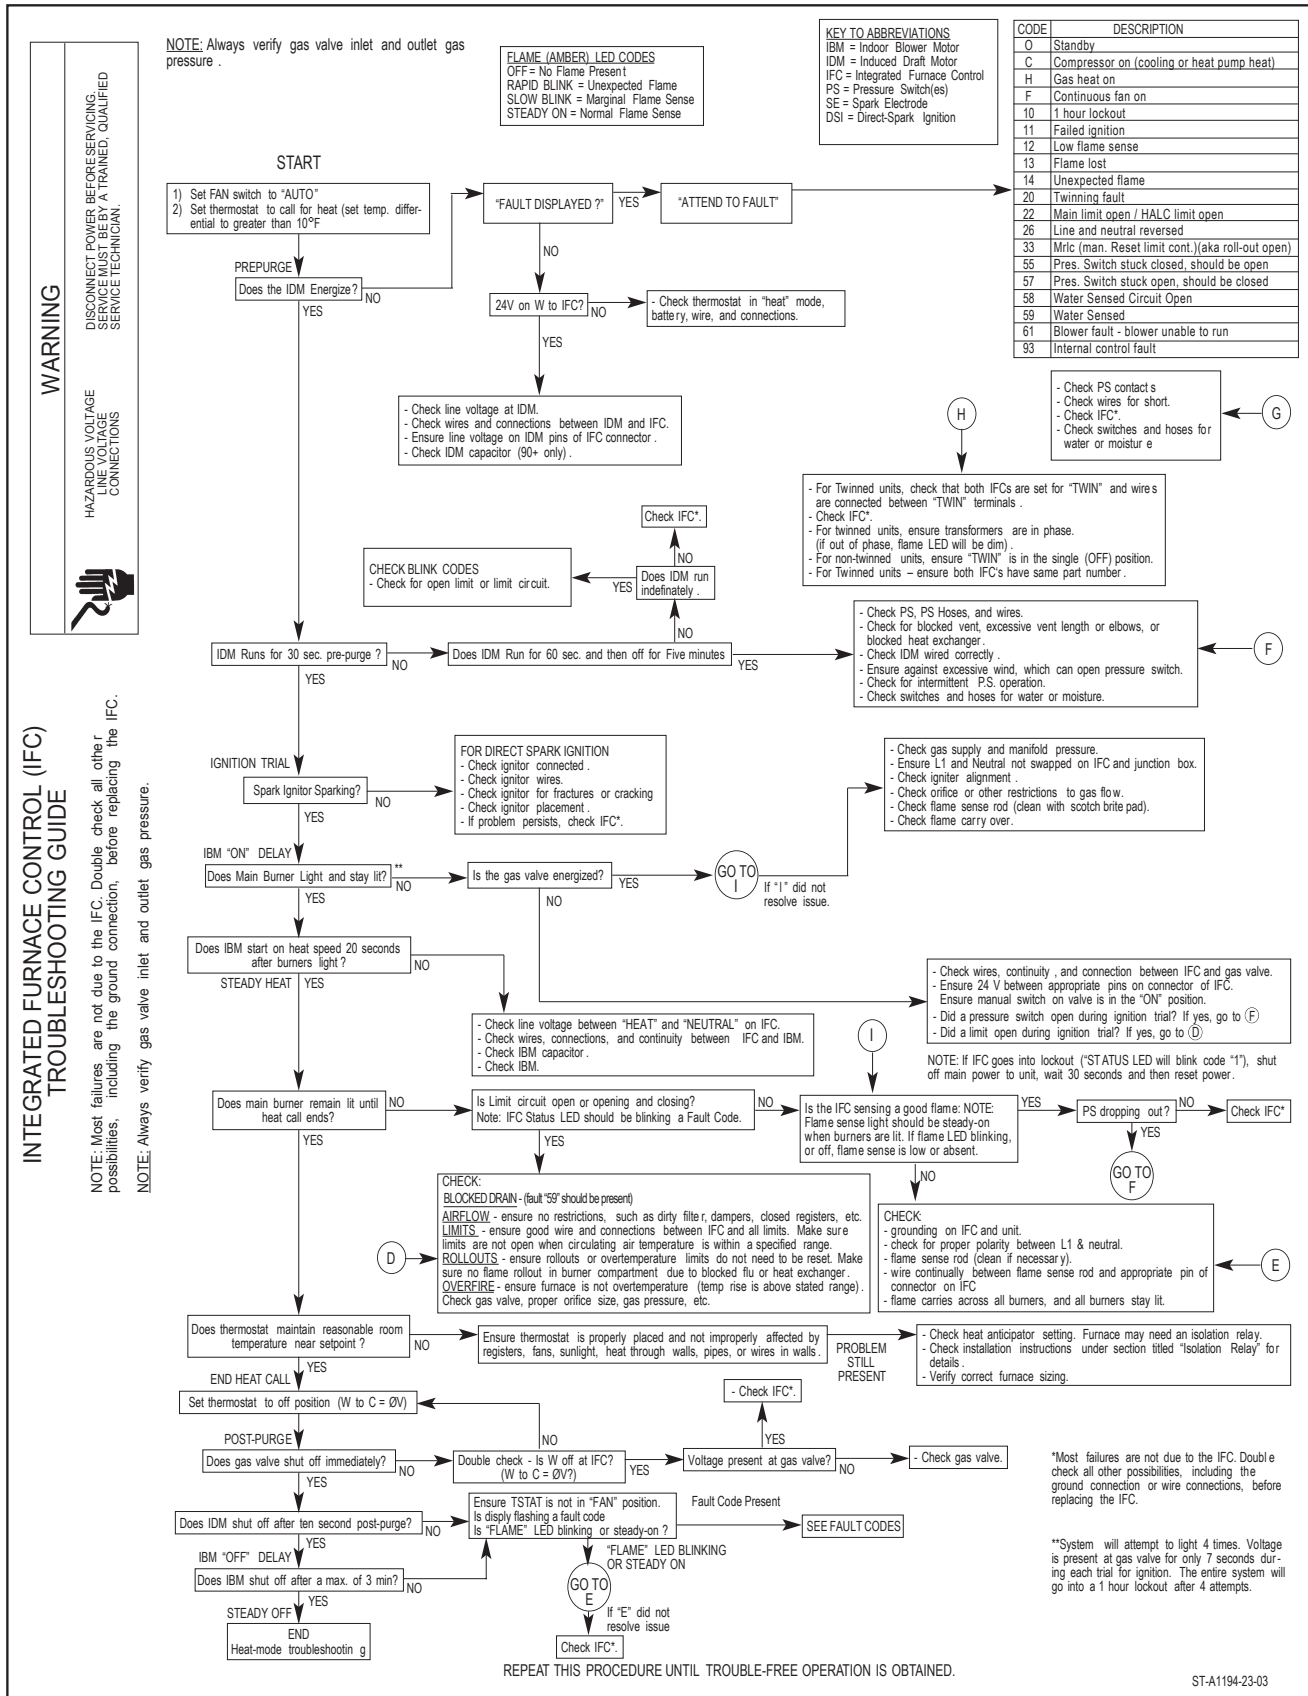 NOTE: Always verify gas valve inlet and outlet gas
pressure .
FLAME (AMBER) LED CODES
OFF = No Flame Present
RAPID BLINK = Unexpected Flame
SLOW BLINK = Marginal Flame Sense
STEADY ON = Normal Flame Sense
KEY TO ABBREVIATIONS
IBM = Indoor Blower Motor
IDM = Induced Draft Motor
IFC = Integrated Furnace Control
PS = Pressure Switch(es)
SE = Spark Electrode
DSI = Direct-Spark Ignition
CODE DESCRIPTION
O Standby
C Compressor on (cooling or heat pump heat)
H Gas heat on
F Continuous fan on
10 1 hour lockout
11 Failed ignition
12 Low flame sense
13 Flame lost
14 Unexpected flame
20 Twinning fault
22 Main limit open / HALC limit open
26 Line and neutral reversed
33 Mrlc (man. Reset limit cont.)(aka roll-out open)
55 Pres. Switch stuck closed, should be open
57 Pres. Switch stuck open, should be closed
58 Water Sensed Circuit Open
59 Water Sensed
61 Blower fault - blower unable to run
93 Internal control fault
WARNING
HAZARDOUS VOLTAGE
LINE VOLTAGE
CONNECTIONS
DISCONNECT POWER BEFORE SERVICING.
SERVICE MUST BE BY A TRAINED, QUALIFIED
SERVICE TECHNICIAN.
INTEGRATED FURNACE CONTROL (IFC)
TROUBLESHOOTING GUIDE
NOTE: Most failures are not due to the IFC. Double check all other
possibilities, including the ground connection, before replacing the IFC.
NOTE: Always verify gas valve inlet and outlet gas pressure.
START
1) Set FAN switch to “AUTO”
2) Set thermostat to call for heat (set temp. differ-
ential to greater than 10°F
“FAULT DISPLAYED ?”
YES
“ATTEND TO FAULT”
NO
PREPURGE
Does the IDM Energize?
NO
YES
24V on W to IFC?
NO
- Check thermostat in “heat” mode,
battery, wire, and connections.
YES
- Check line voltage at IDM.
- Check wires and connections between IDM and IFC.
- Ensure line voltage on IDM pins of IFC connector .
- Check IDM capacitor (90+ only) .
- Check PS contact s
- Check wires for short.
- Check IFC*.
- Check switches and hoses for
water or moistur e
G
H
- For Twinned units, check that both IFCs are set for “TWIN” and wire s
are connected between “TWIN” terminals .
- Check IFC*.
- For twinned units, ensure transformers are in phase.
(if out of phase, flame LED will be dim) .
- For non-twinned units, ensure “TWIN” is in the single (OFF) position.
- For Twinned units – ensure both IFC‘s have same part number .
Check IFC*.
NO
CHECK BLINK CODES
- Check for open limit or limit cir cuit.
YES
Does IDM run
indefinately .
NO
IDM Runs for 30 sec. pre-purge ?
NO
Does IDM Run for 60 sec. and then off for Five minutes
YES
- Check PS, PS Hoses, and wires.
- Check for blocked vent, excessive vent length or elbows, or
blocked heat exchanger .
- Check IDM wired correctly .
- Ensure against excessive wind, which can open pressure switch.
- Check for intermittent P.S. operation.
- Check switches and hoses for water or moisture.
F
YES
IGNITION TRIAL
Spark Ignitor Sparking?
NO
FOR DIRECT SPARK IGNITION
- Check ignitor connected .
- Check ignitor wires.
- Check ignitor for fractures or cracking
- Check ignitor placement .
- If problem persists, check IFC*.
- Check gas supply and manifold pressure.
- Ensure L1 and Neutral not swapped on IFC and junction box.
- Check igniter alignment .
- Check orifice or other restrictions to gas flow.
- Check flame sense rod (clean with scotch brite pad).
- Check flame carry over.
YES
IBM “ON” DELAY
Does Main Burner Light and stay lit?
**
NO
Is the gas valve energized?
YES
GO TO
I
If “I” did not
resolve issue.
YES
NO
Does IBM start on heat speed 20 seconds
after burners light ?
NO
STEADY HEAT YES
- Check line voltage between “HEAT” and “NEUTRAL” on IFC.
- Check wires, connections, and continuity between IFC and IBM.
- Check IBM capacitor .
- Check IBM.
- Check wires, continuity , and connection between IFC and gas valve.
- Ensure 24 V between appropriate pins on connector of IFC.
Ensure manual switch on valve is in the “ON” position.
- Did a pressure switch open during ignition trial? If yes, go to F
- Did a limit open during ignition trial? If yes, go to D
NOTE: If IFC goes into lockout (“STATUS LED will blink code “1”), shut
off main power to unit, wait 30 seconds and then reset power .
I
Does main burner remain lit until
heat call ends?
NO
Is Limit circuit open or opening and closing?
Note: IFC Status LED should be blinking a Fault Code.
NO
Is the IFC sensing a good flame: NOTE:
Flame sense light should be steady-on
when burners are lit. If flame LED blinking,
or off, flame sense is low or absent.
YES
PS dropping out?
NO
Check IFC*
YES
YES
YES
GO TO
F
NO
CHECK:
BLOCKED DRAIN - (fault “59” should be present)
AIRFLOW - ensure no restrictions, such as dirty filte r, dampers, closed registers, etc.
LIMITS - ensure good wire and connections between IFC and all limits. Make sur e
limits are not open when circulating air temperature is within a specified range.
ROLLOUTS - ensure rollouts or overtemperature limits do not need to be reset. Make
sure no flame rollout in burner compartment due to blocked flu or heat exchanger .
OVERFIRE - ensure furnace is not overtemperature (temp rise is above stated range) .
Check gas valve, proper orifice size, gas pressure, etc.
D
CHECK:
- grounding on IFC and unit.
- check for proper polarity between L1 & neutral.
- flame sense rod (clean if necessar y).
- wire continually between flame sense rod and appropriate pin of
connector on IFC
- flame carries across all burners, and all burners stay lit.
E
Does thermostat maintain reasonable room
temperature near setpoint ?
NO
Ensure thermostat is properly placed and not improperly affected by
registers, fans, sunlight, heat through walls, pipes, or wires in walls .
PROBLEM
STILL
PRESENT
- Check heat anticipator setting. Furnace may need an isolation relay.
- Check installation instructions under section titled “Isolation Relay” for
details .
- Verify correct furnace sizing.
YES
END HEAT CALL
Set thermostat to off position (W to C = ØV)
- Check IFC*.
POST-PURGE
NO
YES
Does gas valve shut off immediately?
NO
Double check - Is W off at IFC?
(W to C = ØV?)
YES
Voltage present at gas valve?
NO
- Check gas valve.
YES
*Most failures are not due to the IFC. Doubl e
check all other possibilities, including the
ground connection or wire connections, before
replacing the IFC.
Does IDM shut off after ten second post-purge?
NO
Ensure TSTAT is not in “FAN” position.
Is disply flashing a fault code
Is “FLAME” LED blinking or steady-on ?
Fault Code Present
SEE FAULT CODES
YES
IBM “OFF” DELAY
Does IBM shut off after a max. of 3 min?
NO
“FLAME” LED BLINKING
OR STEADY ON
GO TO
E
**System will attempt to light 4 times. Voltage
is present at gas valve for only 7 seconds dur-
ing each trial for ignition. The entire system will
go into a 1 hour lockout after 4 attempts.
YES
STEADY OFF
END
Heat-mode troubleshootin g
If “E” did not
resolve issue
Check IFC*.
REPEAT THIS PROCEDURE UNTIL TROUBLE-FREE OPERATION IS OBTAINED.
ST-A1194-23-03